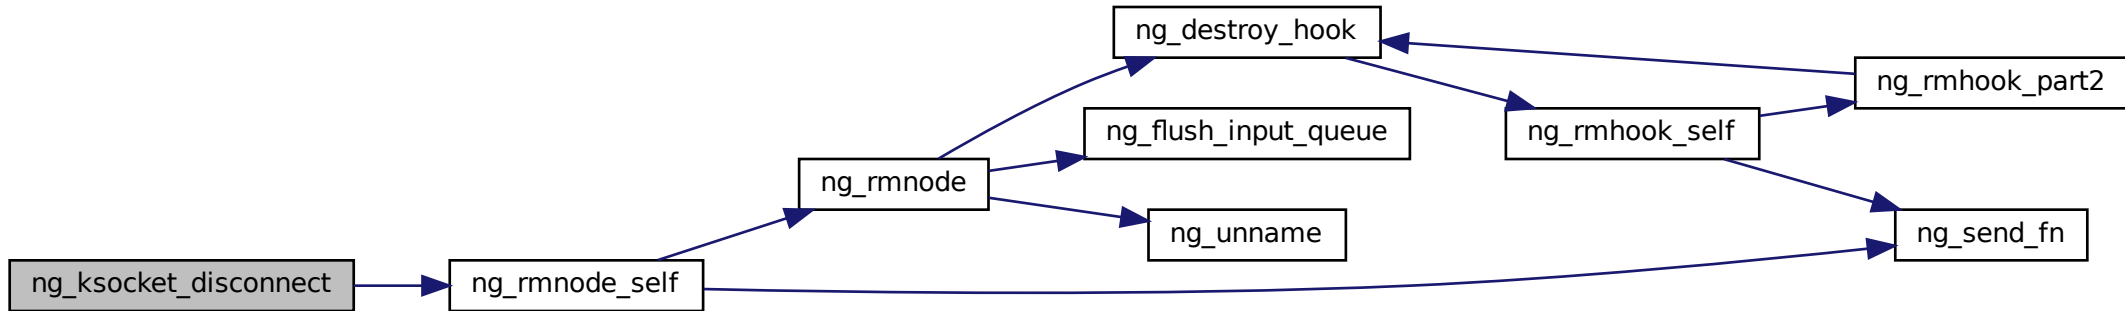 ng_destroy_hook
ng_rmhook_part2
ng_flush_input_queue
ng_rmhook_self
ng_rmnode
ng_unname
ng_send_fn
ng_ksocket_disconnect
ng_rmnode_self